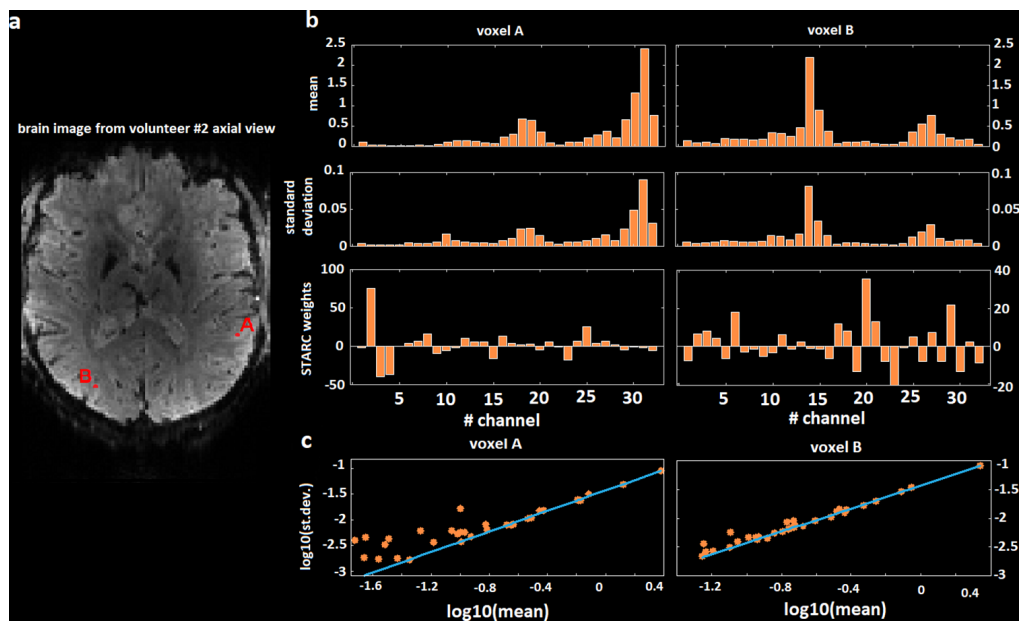 a
brain image from volunteer #2 axial view
A
B
b
voxel A
voxel B
mean
2.5
2
1.5
1
0.5
0
2.5
2
1.5
1
0.5
0
standard
deviation
0.1
0.05
0
0.1
0.05
0
STARC weights
100
50
0
-50
40
20
0
-20
5 10 15 20 25 30
5 10 15 20 25 30
# channel
# channel
c
voxel A
voxel B
log10(st.dev.)
-1
-1.5
-2
-2.5
-3
-1
-1.5
-2
-2.5
-3
-1.6 -1.2 -0.8 -0.4 0 0.4
-1.2 -0.8 -0.4 0 0.4
log10(mean)
log10(mean)